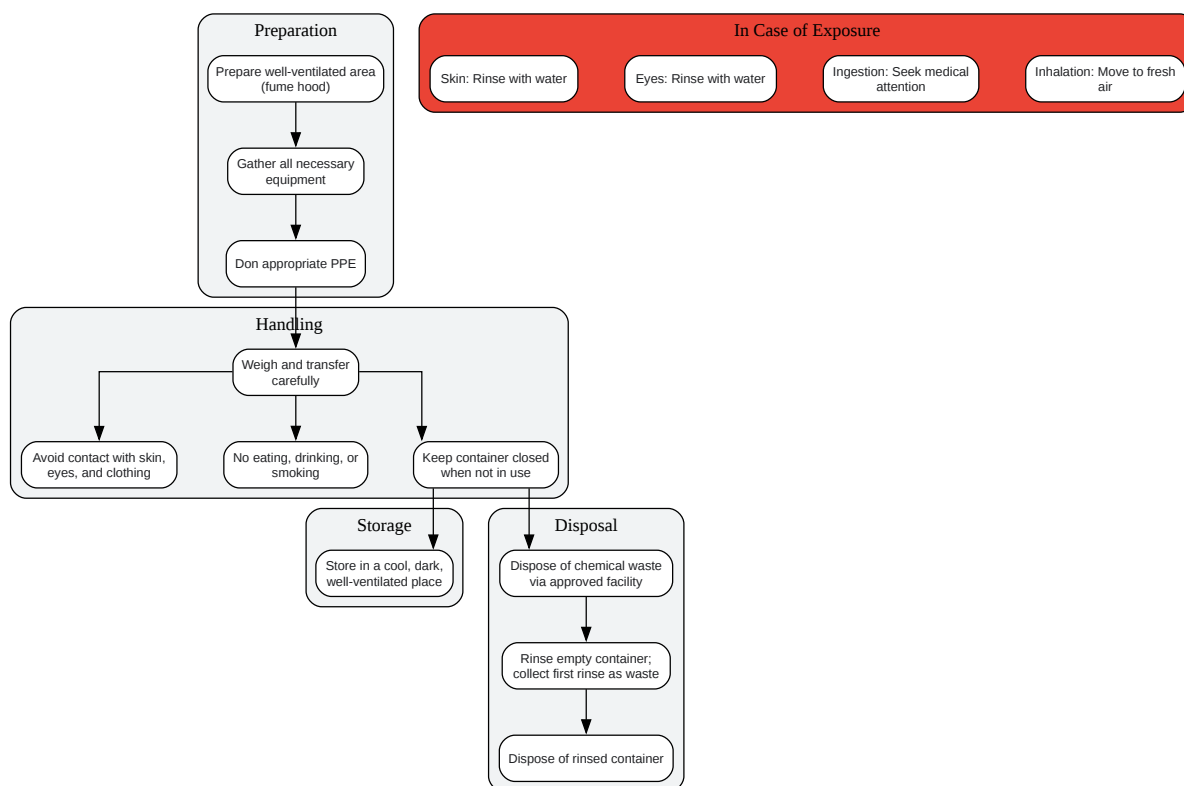 Preparation
Prepare well-ventilated area
(fume hood)
Gather all necessary
equipment
Don appropriate PPE
In Case of Exposure
Skin: Rinse with water
Eyes: Rinse with water
Ingestion: Seek medical
attention
Inhalation: Move to fresh
air
Handling
Weigh and transfer
carefully
Avoid contact with skin,
eyes, and clothing
No eating, drinking, or
smoking
Keep container closed
when not in use
Storage
Store in a cool, dark,
well-ventilated place
Disposal
Dispose of chemical waste
via approved facility
Rinse empty container;
collect first rinse as waste
Dispose of rinsed container